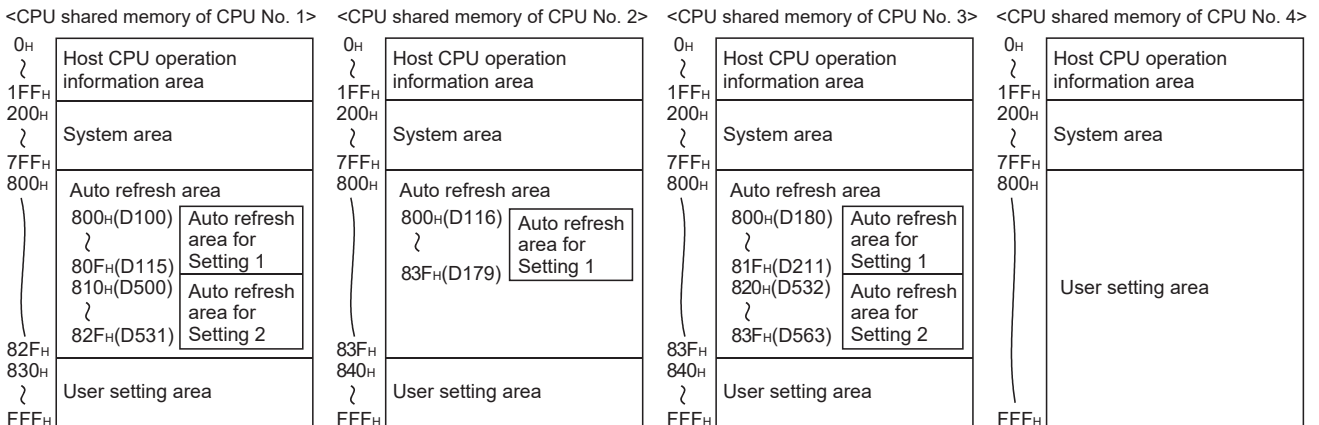 <CPU shared memory of CPU No. 1>
0H
1FFH
Host CPU operation
information area
200H
7FFH
System area
800H
82FH
Auto refresh area
800H(D100)
80FH(D115)
Auto refresh
area for
Setting 1
810H(D500)
82FH(D531)
Auto refresh
area for
Setting 2
830H
FFFH
User setting area
<CPU shared memory of CPU No. 2>
0H
1FFH
Host CPU operation
information area
200H
7FFH
System area
800H
83FH
Auto refresh area
800H(D116)
83FH(D179)
Auto refresh
area for
Setting 1
840H
FFFH
User setting area
<CPU shared memory of CPU No. 3>
0H
1FFH
Host CPU operation
information area
200H
7FFH
System area
800H
83FH
Auto refresh area
800H(D180)
81FH(D211)
Auto refresh
area for
Setting 1
820H(D532)
83FH(D563)
Auto refresh
area for
Setting 2
840H
FFFH
User setting area
<CPU shared memory of CPU No. 4>
0H
1FFH
Host CPU operation
information area
200H
7FFH
System area
800H
FFFH
User setting area